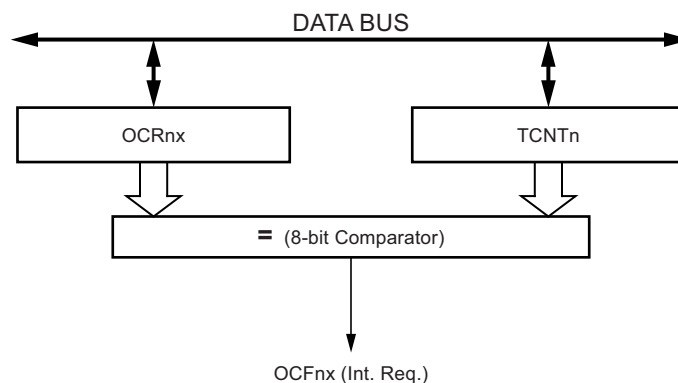 DATA BUS
OCRnx
TCNTn
= (8-bit Comparator)
OCFnx (Int. Req.)